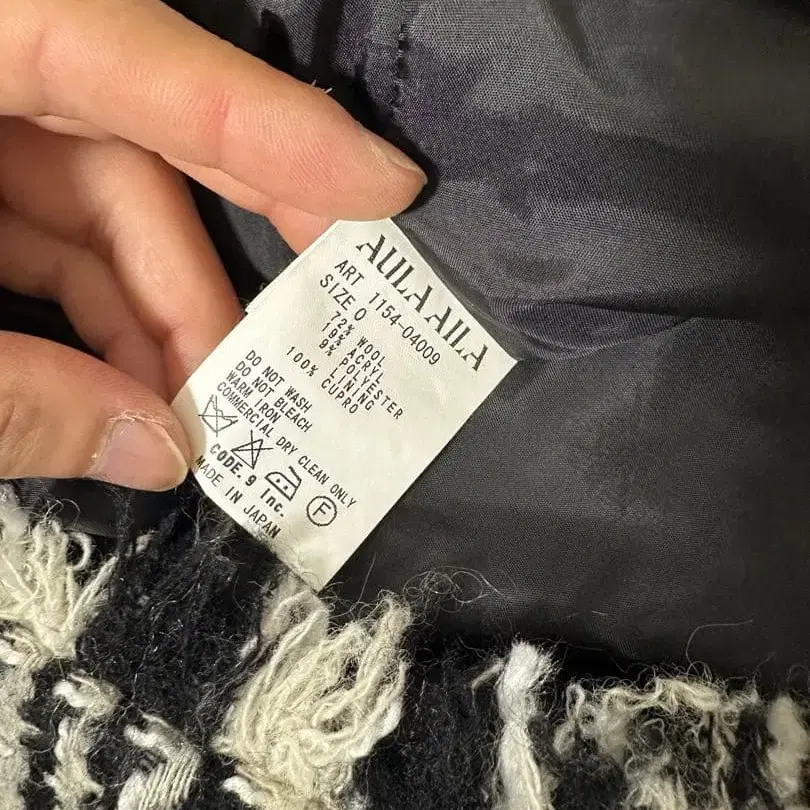 AULA AILA
ART 1154-04009
SIZE 0
72% WOOL
19% ACRYL
9% POLYESTER
LINING
100% CUPRO
DO NOT WASH
DO NOT BLEACH
WARM IRON
COMMERCIAL DRY CLEAN ONLY
F
CODE.9 Inc.
MADE IN JAPAN